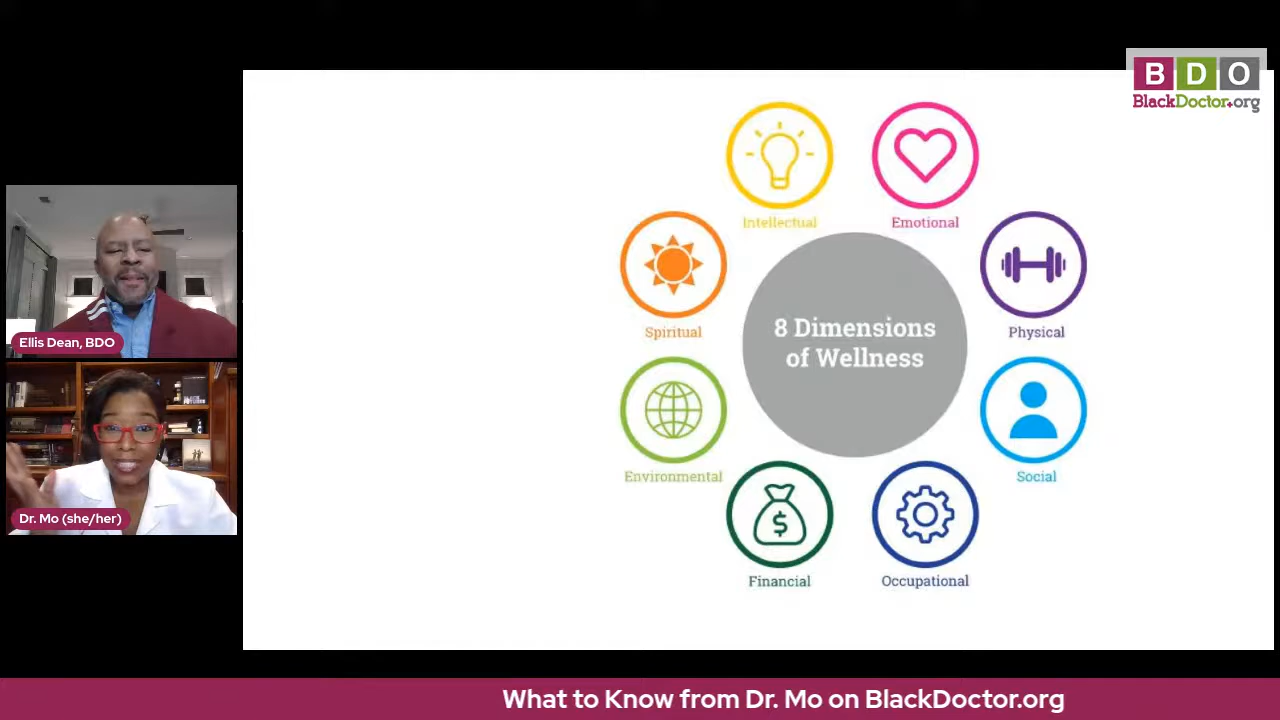 B D O
BlackDoctor.org
Intellectual
Emotional
Spiritual
Physical
8 Dimensions
of Wellness
Environmental
Social
$
Financial
Occupational
Ellis Dean, BDO
Dr. Mo (she/her)
What to Know from Dr. Mo on BlackDoctor.org